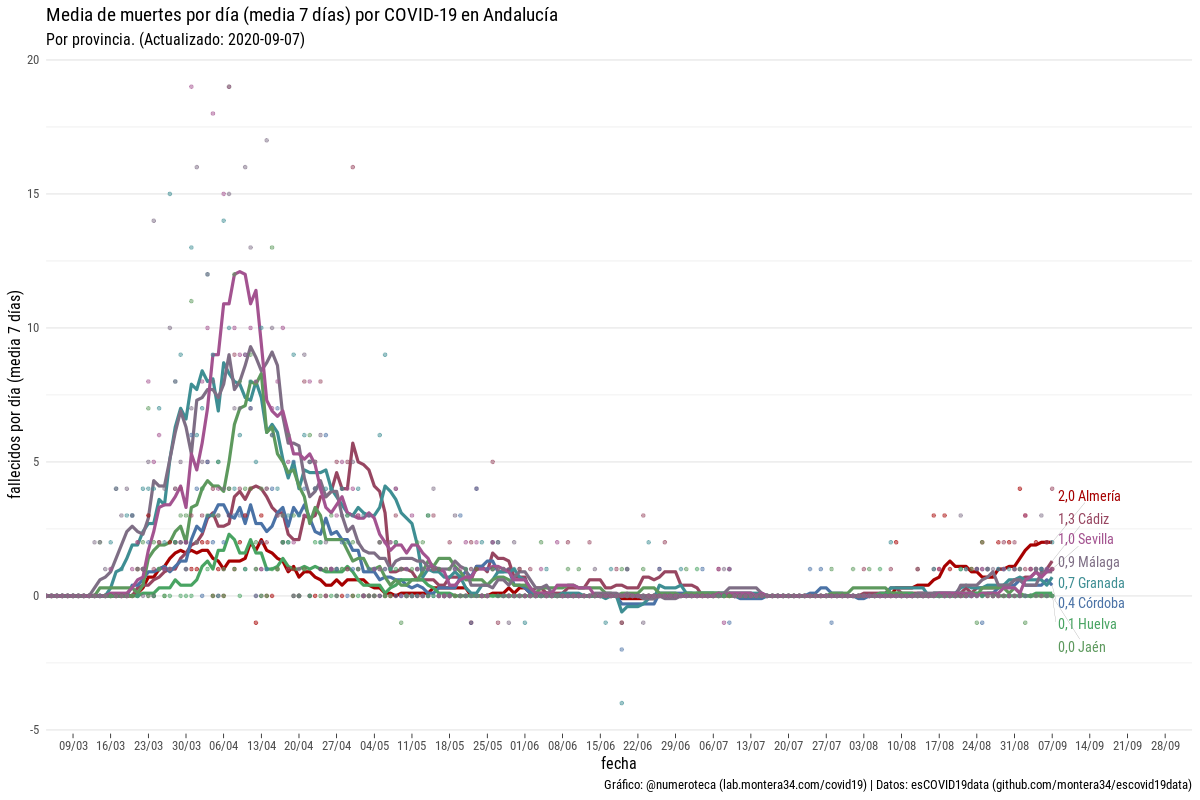 Media de muertes por día (media 7 días) por COVID-19 en Andalucía
Por provincia. (Actualizado: 2020-09-07)
fallecidos por día (media 7 días)
20
15
10
5
0
-5
2,0 Almería
1,3 Cádiz
1,0 Sevilla
0,9 Málaga
0,7 Granada
0,4 Córdoba
0,1 Huelva
0,0 Jaén
09/03 16/03 23/03 30/03 06/04 13/04 20/04 27/04 04/05 11/05 18/05 25/05 01/06 08/06 15/06 22/06 29/06 06/07 13/07 20/07 27/07 03/08 10/08 17/08 24/08 31/08 07/09 14/09 21/09 28/09
fecha
Gráfico: @numeroteca (lab.montera34.com/covid19) | Datos: esCOVID19data (github.com/montera34/escovid19data)